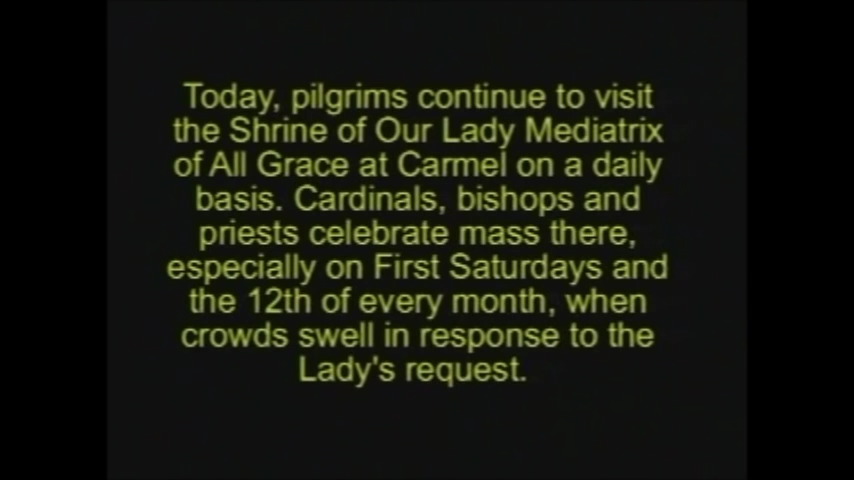 Today, pilgrims continue to visit
the Shrine of Our Lady Mediatrix
of All Grace at Carmel on a daily
basis. Cardinals, bishops and
priests celebrate mass there,
especially on First Saturdays and
the 12th of every month, when
crowds swell in response to the
Lady's request.